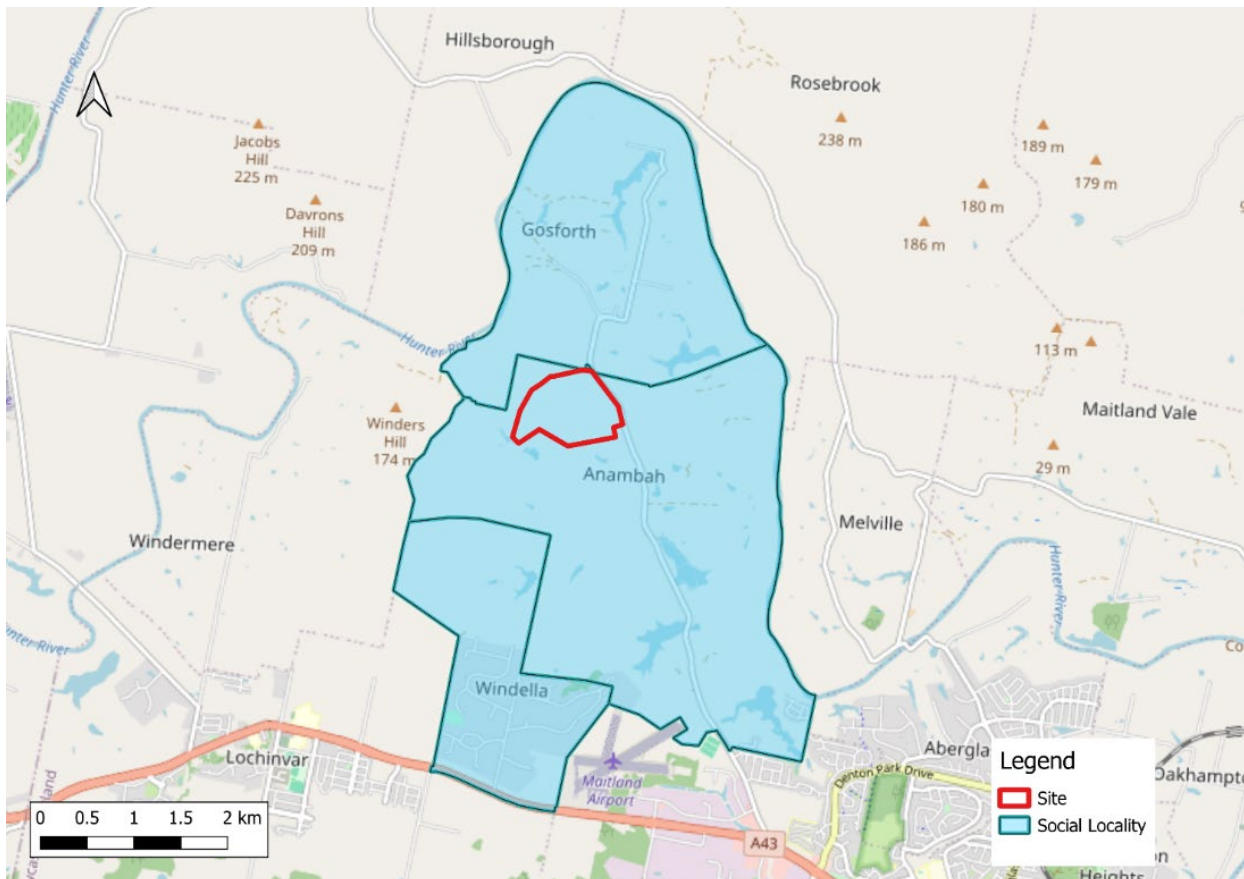 Hillsborough
Rosebrook
238 m
189 m
179 m
180 m
186 m
Hunter River
Jacobs
Hill
225 m
Davrons
Hill
209 m
Gosforth
Hunter River
113 m
Maitland Vale
29 m
Winders
Hill
174 m
Anambah
Melville
Windermere
Hunter River
Windella
Lochinvar
Maitland
Airport
Denton Park Drive
A43
0 0.5 1 1.5 2 km
Legend
Site
Social Locality
Heights